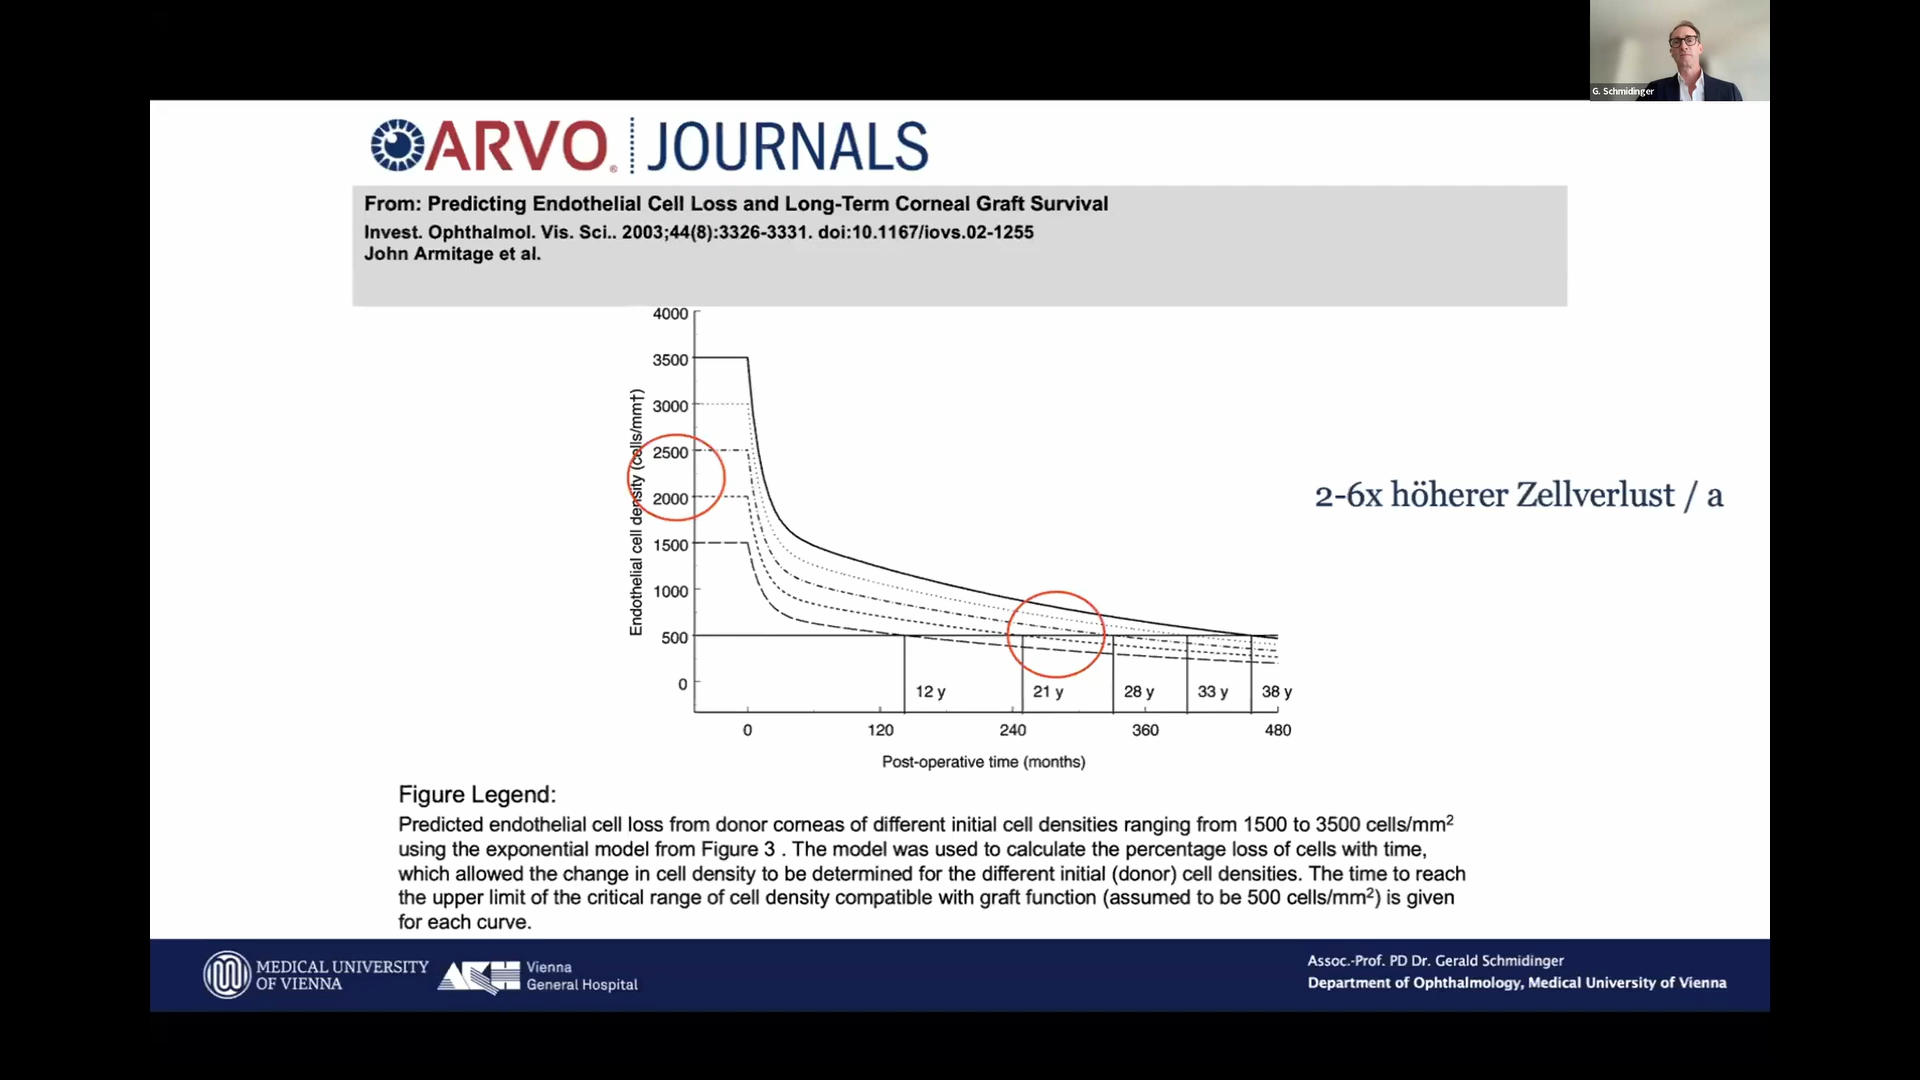 G. Schmidinger
ARVO® JOURNALS
From: Predicting Endothelial Cell Loss and Long-Term Corneal Graft Survival
Invest. Ophthalmol. Vis. Sci.. 2003;44(8):3326-3331. doi:10.1167/iovs.02-1255
John Armitage et al.
Endothelial cell density (cells/mm†)
4000
3500
3000
2500
2000
1500
1000
500
0
2-6x höherer Zellverlust / a
12 y
21 y
28 y
33 y
38 y
0
120
240
360
480
Post-operative time (months)
Figure Legend:
Predicted endothelial cell loss from donor corneas of different initial cell densities ranging from 1500 to 3500 cells/mm²
using the exponential model from Figure 3 . The model was used to calculate the percentage loss of cells with time,
which allowed the change in cell density to be determined for the different initial (donor) cell densities. The time to reach
the upper limit of the critical range of cell density compatible with graft function (assumed to be 500 cells/mm²) is given
for each curve.
MEDICAL UNIVERSITY
OF VIENNA
AKH
Vienna
General Hospital
Assoc.-Prof. PD Dr. Gerald Schmidinger
Department of Ophthalmology, Medical University of Vienna